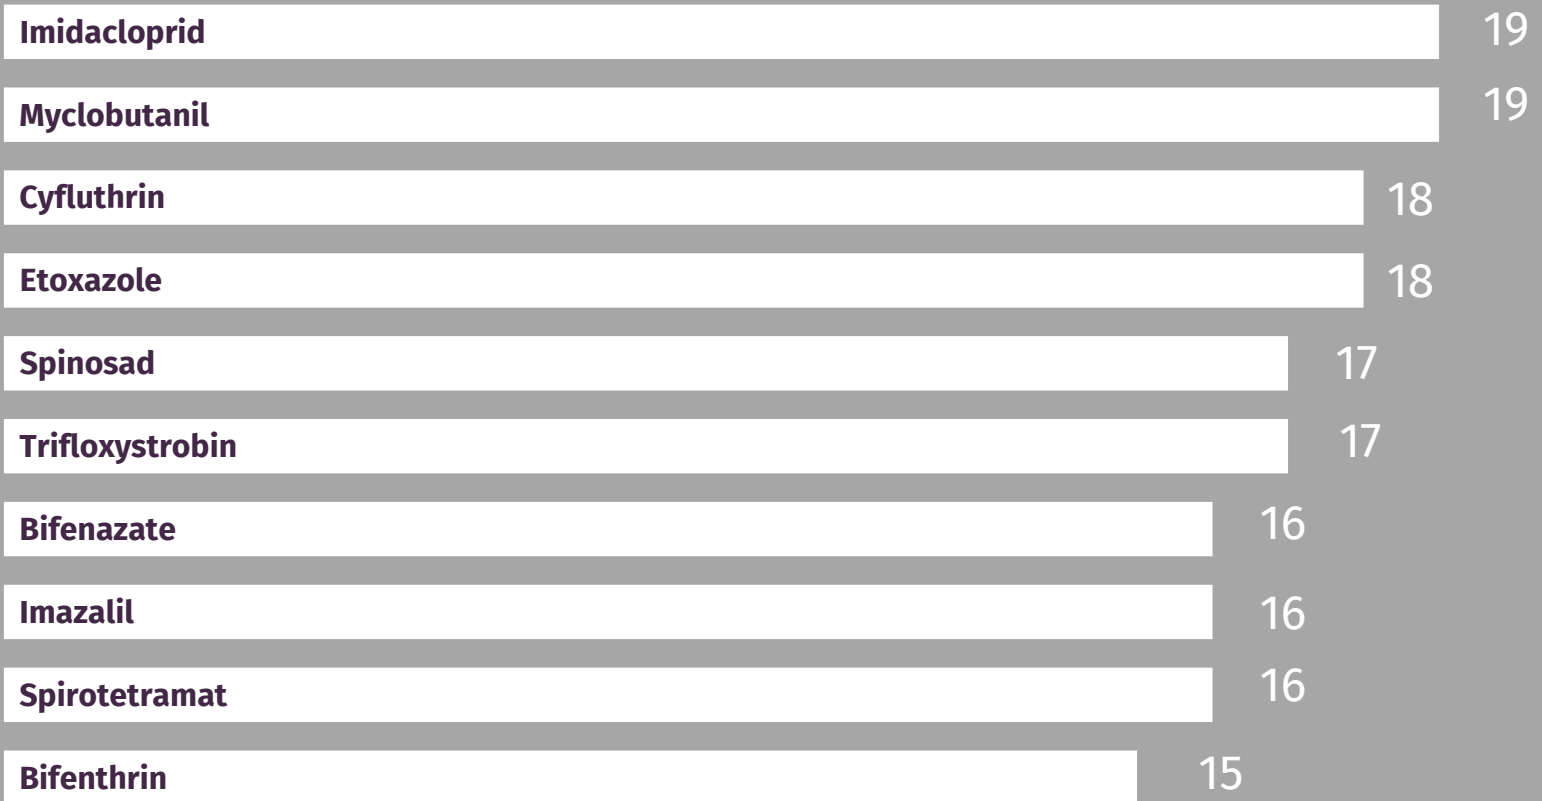 Imidacloprid 19
Myclobutanil 19
Cyfluthrin 18
Etoxazole 18
Spinosad 17
Trifloxystrobin 17
Bifenazate 16
Imazalil 16
Spirotetramat 16
Bifenthrin 15